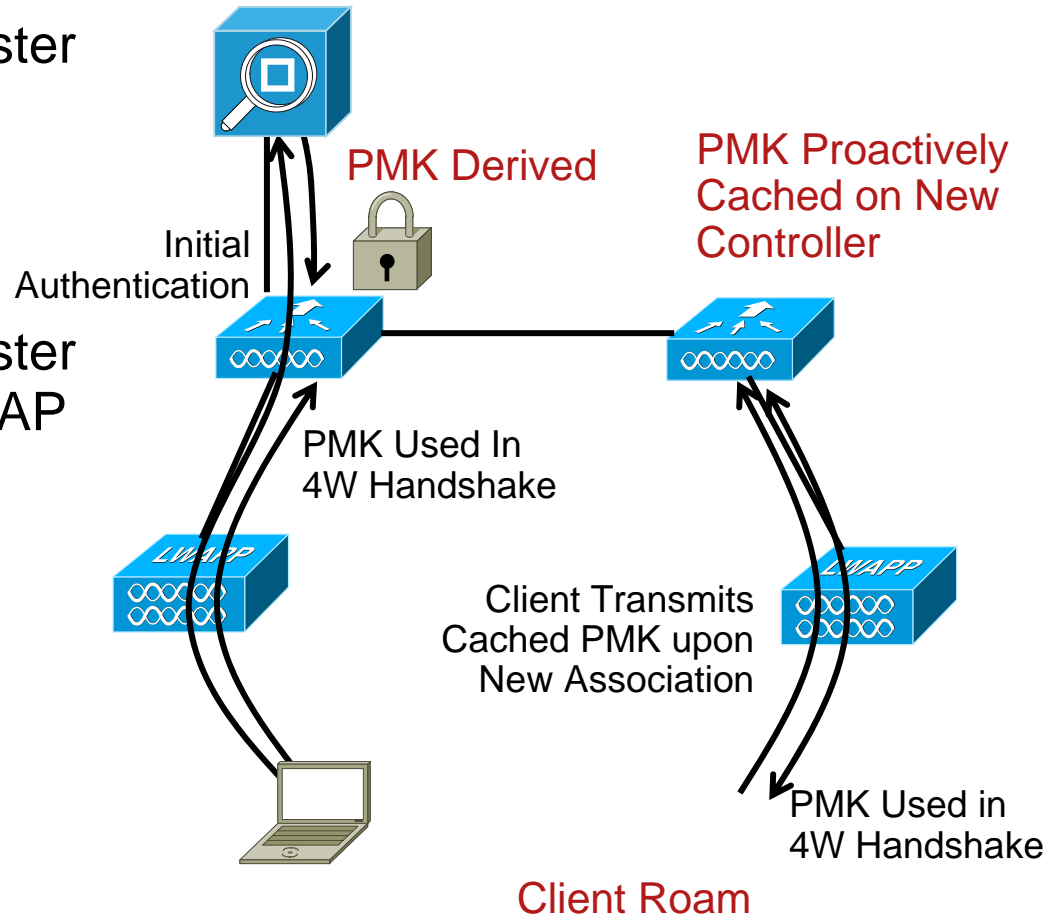 ster
PMK Derived
PMK Proactively
Cached on New
Controller
Initial
Authentication
ster
AP
PMK Used In
4W Handshake
LWAPP
LWAPP
Client Transmits
Cached PMK upon
New Association
PMK Used in
4W Handshake
Client Roam